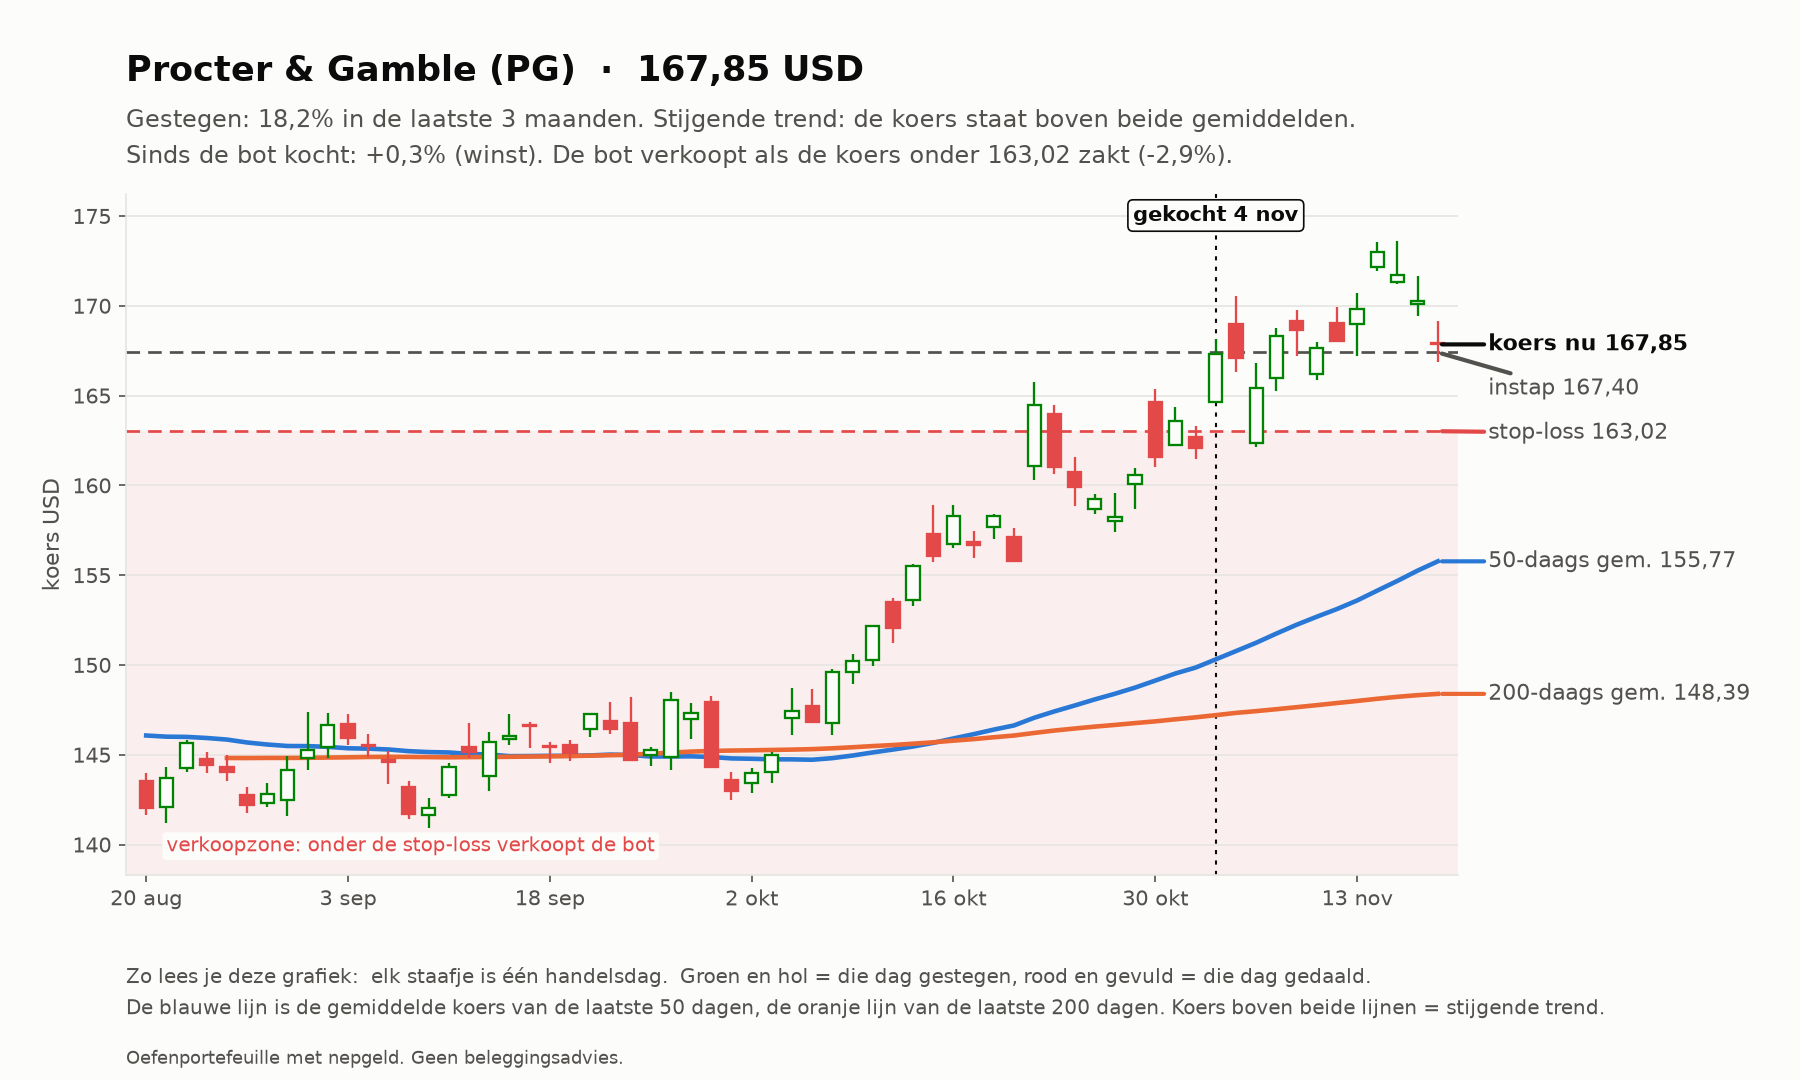 Procter & Gamble (PG)  ·  167,85 USD
Gestegen: 18,2% in de laatste 3 maanden. Stijgende trend: de koers staat boven beide gemiddelden.
Sinds de bot kocht: +0,3% (winst). De bot verkoopt als de koers onder 163,02 zakt (-2,9%).
gekocht 4 nov
175
170
165
160
155
150
145
140
koers USD
koers nu 167,85
instap 167,40
stop-loss 163,02
50-daags gem. 155,77
200-daags gem. 148,39
verkoopzone: onder de stop-loss verkoopt de bot
20 aug
3 sep
18 sep
2 okt
16 okt
30 okt
13 nov
Zo lees je deze grafiek:  elk staafje is één handelsdag.  Groen en hol = die dag gestegen, rood en gevuld = die dag gedaald.
De blauwe lijn is de gemiddelde koers van de laatste 50 dagen, de oranje lijn van de laatste 200 dagen. Koers boven beide lijnen = stijgende trend.
Oefenportefeuille met nepgeld. Geen beleggingsadvies.